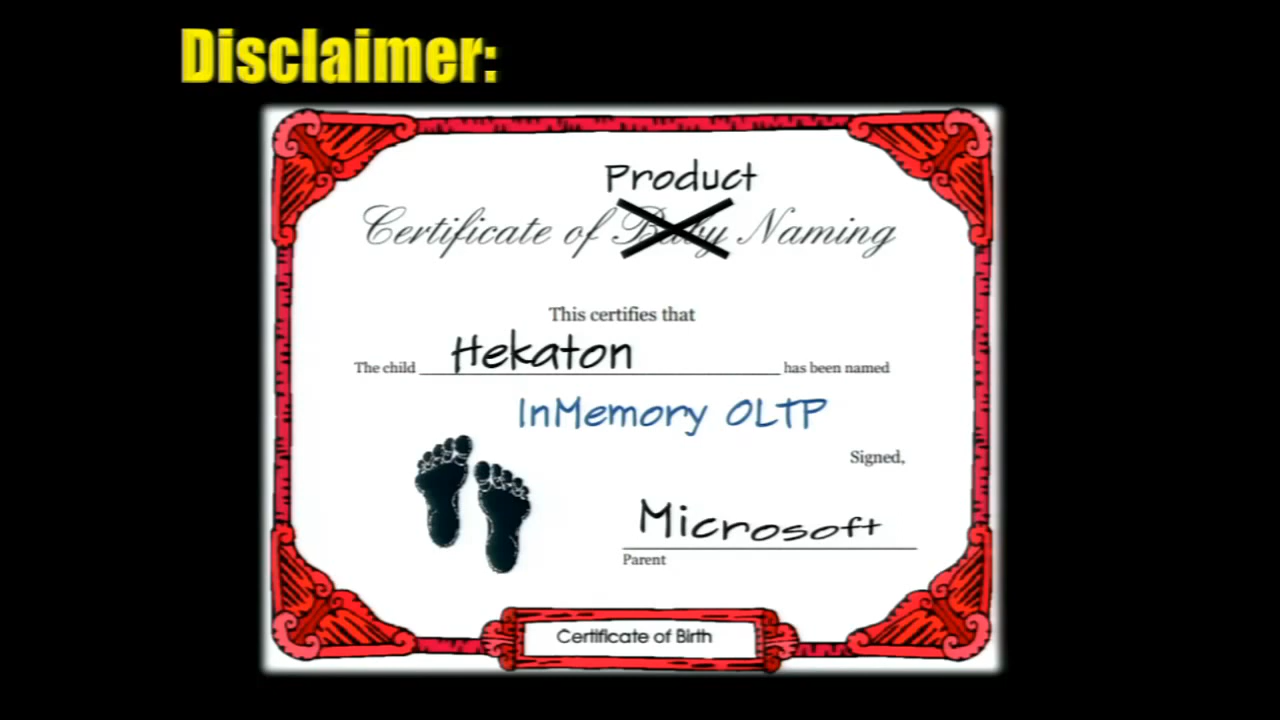 Disclaimer:
Product
Certificate of Baby Naming
This certifies that
The child Hekaton has been named
InMemory OLTP
Signed,
Microsoft
Parent
Certificate of Birth